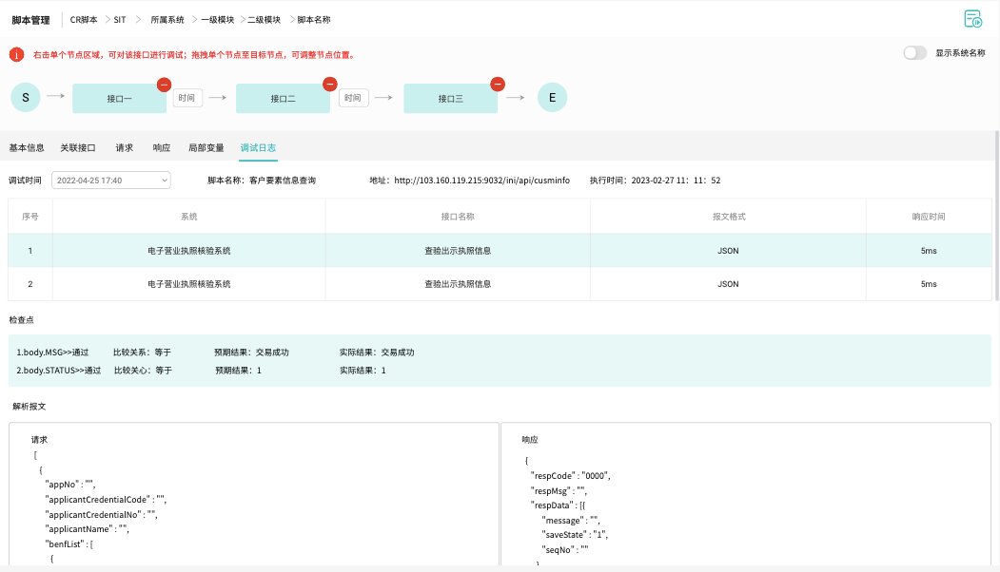 脚本管理 CR脚本 SIT 所属系统 一级模块 二级模块 脚本名称
右击单个节点区域，可对该接口进行调试；拖拽单个节点至目标节点，可调整节点位置。 显示系统名称
S 接口一 时间 接口二 时间 接口三 E
基本信息 关联接口 请求 响应 局部变量 调试日志
调试时间 2022-04-25 17:40 脚本名称：客户要素信息查询 地址：http://103.160.119.215:9032/ini/api/cusminfo 执行时间：2023-02-27 11：11：52
序号 系统 接口名称 报文格式 响应时间
1 电子营业执照核验系统 查验出示执照信息 JSON 5ms
2 电子营业执照核验系统 查验出示执照信息 JSON 5ms
检查点
1.body.MSG>>通过 比较关系：等于 预期结果：交易成功 实际结果：交易成功
2.body.STATUS>>通过 比较关心：等于 预期结果：1 实际结果：1
解析报文
请求
[
{
"appNo" : "",
"applicantCredentialCode" : "",
"applicantCredentialNo" : "",
"applicantName" : "",
"benfList" : [
{
响应
{
"respCode" : "0000",
"respMsg" : "",
"respData" : [{
"message" : "",
"saveState" : "1",
"seqNo" : ""
}